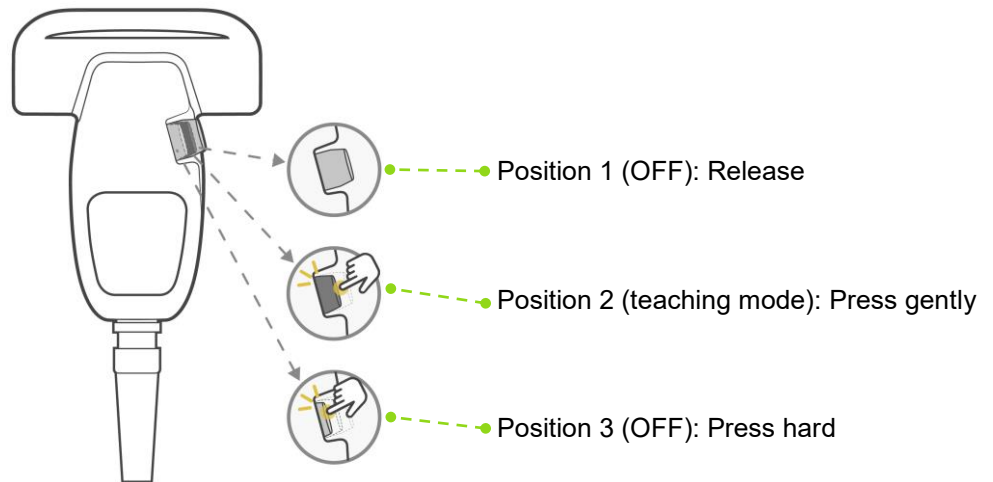 Position 1 (OFF): Release
Position 2 (teaching mode): Press gently
Position 3 (OFF): Press hard